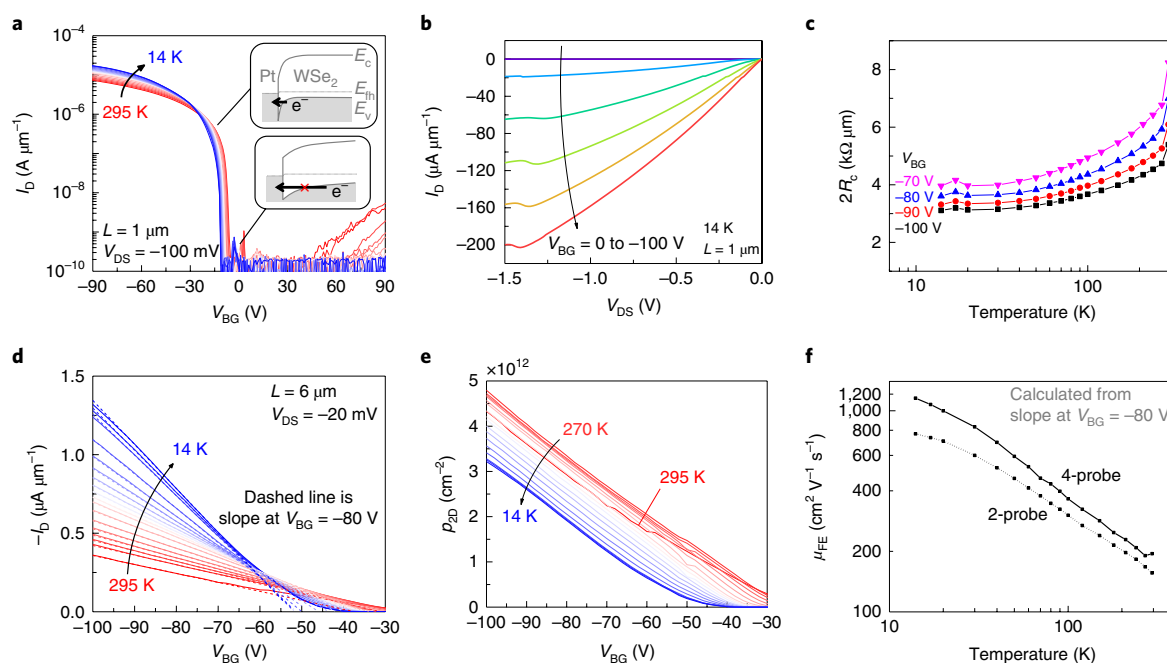 a
10⁻⁴
10⁻⁶
10⁻⁸
10⁻¹⁰
I_D (A μm⁻¹)
14 K
295 K
Pt
WSe₂
E_c
E_fh
E_v
e⁻
e⁻
L = 1 μm
V_DS = −100 mV
−90 −60 −30 0 30 60 90
V_BG (V)
b
0
−40
−80
−120
−160
−200
I_D (μA μm⁻¹)
14 K
V_BG = 0 to −100 V
L = 1 μm
−1.5 −1.0 −0.5 0.0
V_DS (V)
c
8
6
4
2
2R_c (kΩ μm)
V_BG
−70 V
−80 V
−90 V
−100 V
10 100
Temperature (K)
d
1.5
1.0
0.5
0.0
−I_D (μA μm⁻¹)
L = 6 μm
V_DS = −20 mV
14 K
Dashed line is
slope at V_BG = −80 V
295 K
−100 −90 −80 −70 −60 −50 −40 −30
V_BG (V)
e
×10¹²
5
4
3
2
1
0
p_2D (cm⁻²)
270 K
295 K
14 K
−100 −90 −80 −70 −60 −50 −40 −30
V_BG (V)
f
1,200
1,000
800
600
400
200
100
μ_FE (cm² V⁻¹ s⁻¹)
Calculated from
slope at V_BG = −80 V
4-probe
2-probe
10 100
Temperature (K)